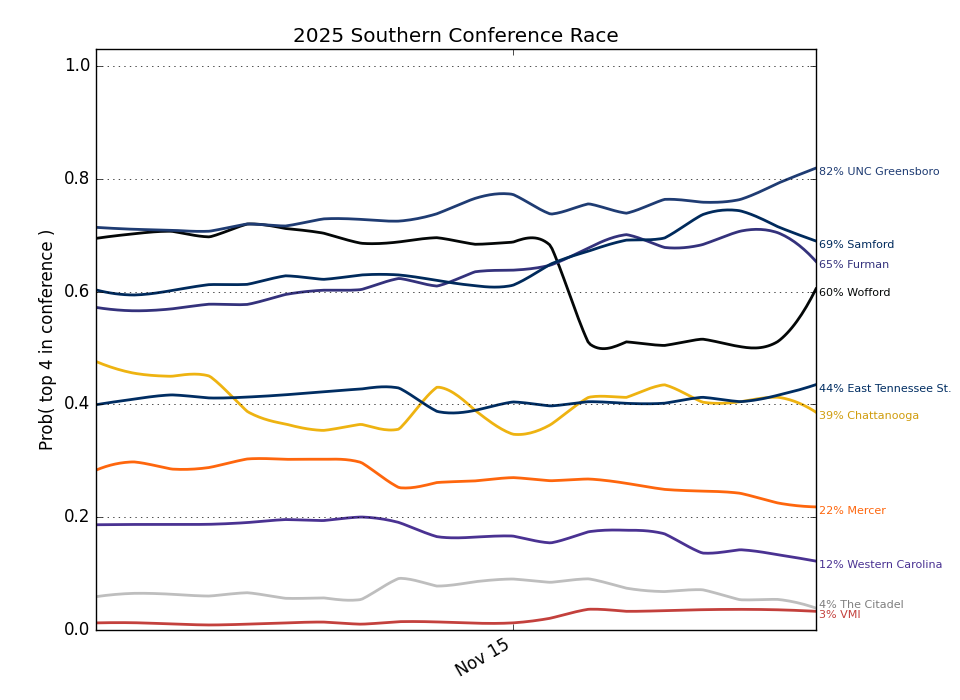 2025 Southern Conference Race
Prob( top 4 in conference )
1.0
0.8
0.6
0.4
0.2
0.0
Nov 15
82% UNC Greensboro
69% Samford
65% Furman
60% Wofford
44% East Tennessee St.
39% Chattanooga
22% Mercer
12% Western Carolina
4% The Citadel
3% VMI